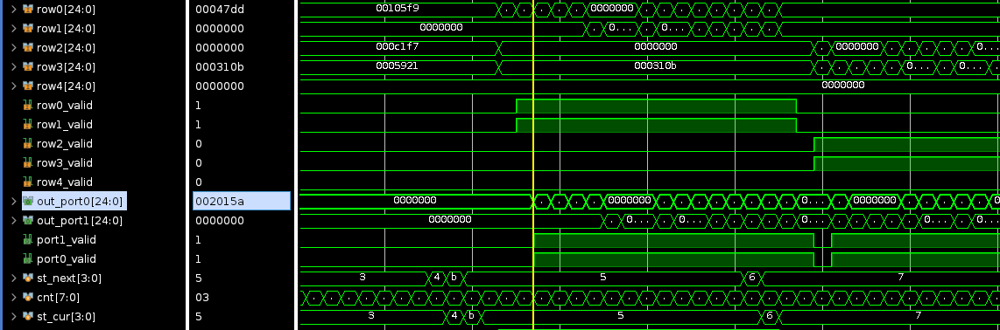 row0[24:0] 00047dd 00105f9 0000000
row1[24:0] 0000000 0000000 0... 0...
row2[24:0] 0000000 000c1f7 0000000 0000000 0...
row3[24:0] 000310b 0005921 000310b 0... 0...
row4[24:0] 0000000 0000000
row0_valid 1
row1_valid 1
row2_valid 0
row3_valid 0
row4_valid 0
out_port0[24:0] 002015a 0000000 0000000 0... 0000000
out_port1[24:0] 0000000 0000000 0... 0... 0... 0... 0...
port1_valid 1
port0_valid 1
st_next[3:0] 5 3 4 b 5 6 7
cnt[7:0] 03
st_cur[3:0] 5 3 4 b 5 6 7